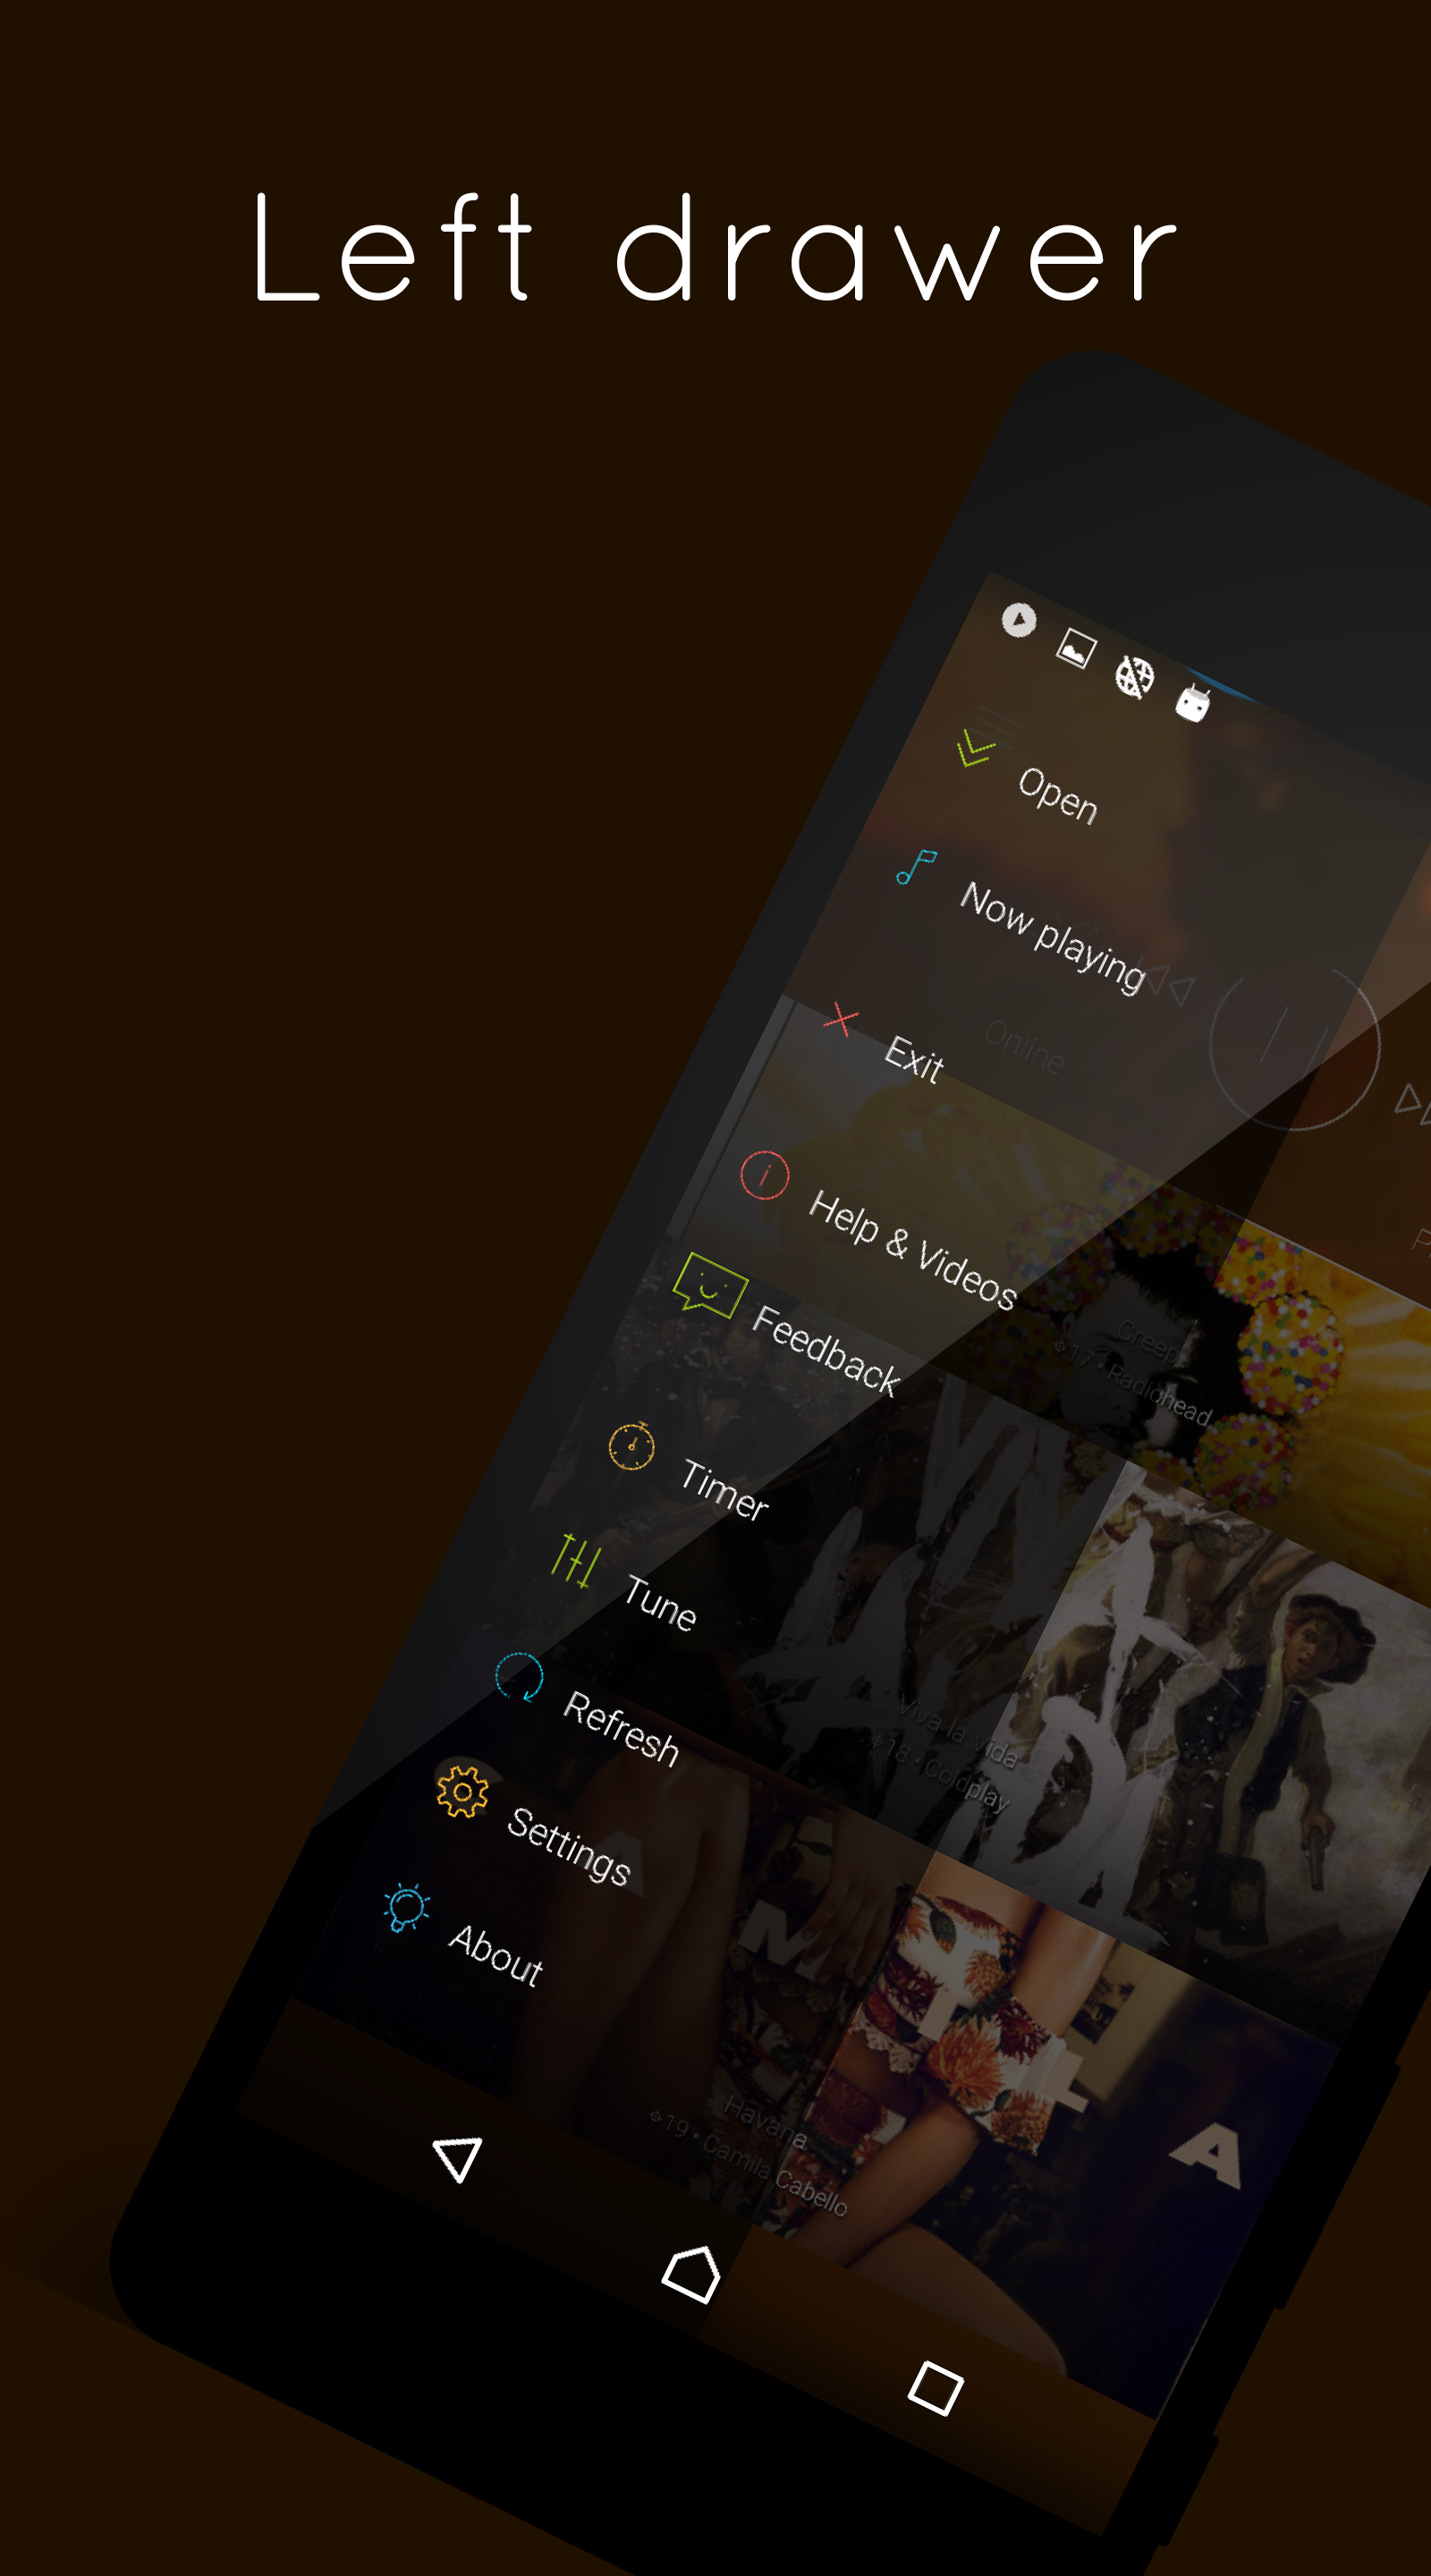 Left drawer
Open
Now playing
Online
Exit
Help & Videos
Creep
17 • Radiohead
Feedback
Timer
Tune
Refresh
Viva la Vida
18 • Coldplay
Settings
About
M
L
A
Havana
19 • Camila Cabello